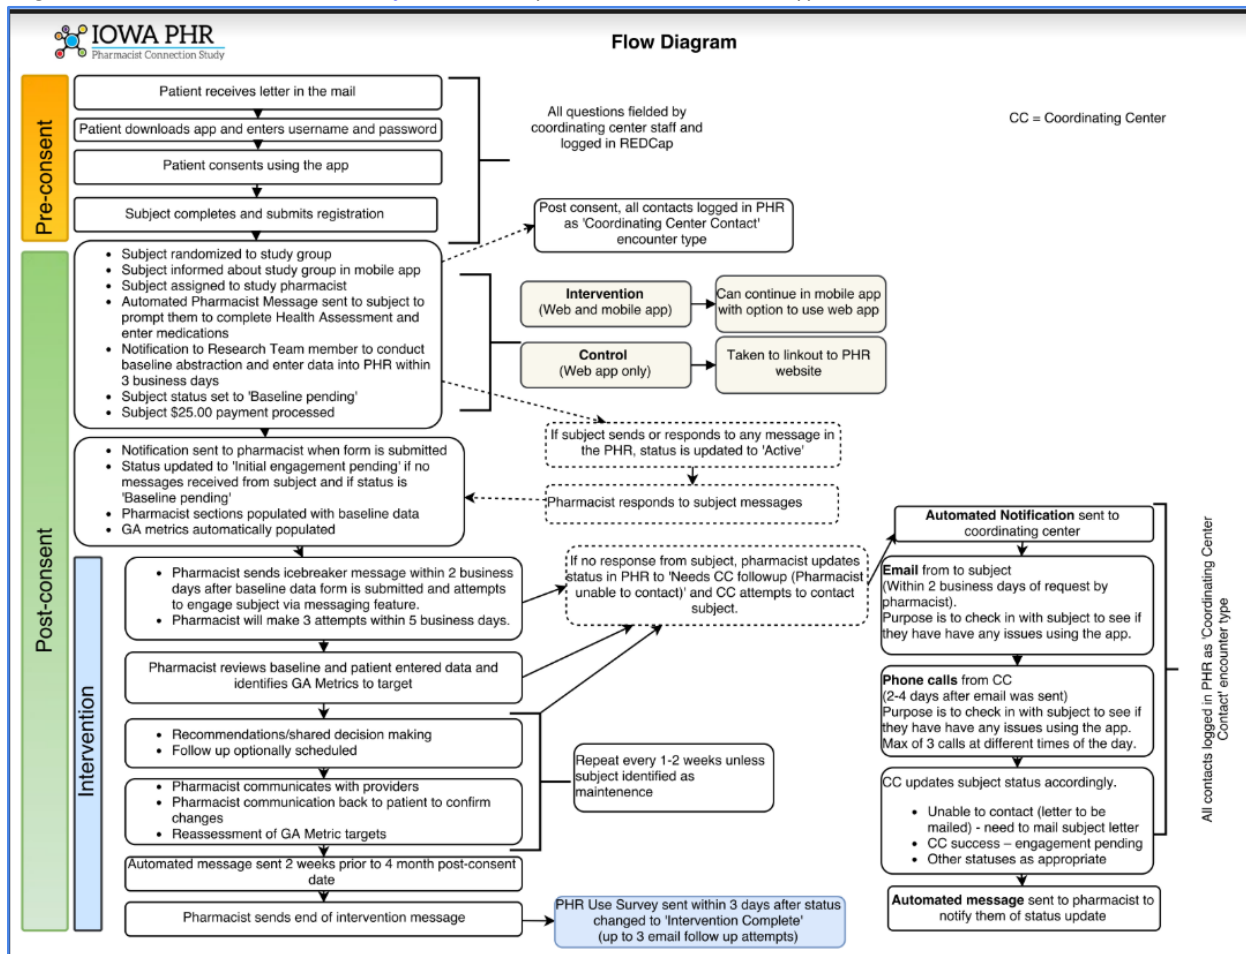 IOWA PHR
Pharmacist Connection Study
Flow Diagram
CC = Coordinating Center
Pre-consent
Patient receives letter in the mail
Patient downloads app and enters username and password
Patient consents using the app
Subject completes and submits registration
All questions fielded by
coordinating center staff and
logged in REDCap
Post consent, all contacts logged in PHR
as 'Coordinating Center Contact'
encounter type
Post-consent
• Subject randomized to study group
• Subject informed about study group in mobile app
• Subject assigned to study pharmacist
• Automated Pharmacist Message sent to subject to
prompt them to complete Health Assessment and
enter medications
• Notification to Research Team member to conduct
baseline abstraction and enter data into PHR within
3 business days
• Subject status set to 'Baseline pending'
• Subject $25.00 payment processed
Intervention
(Web and mobile app)
Can continue in mobile app
with option to use web app
Control
(Web app only)
Taken to linkout to PHR
website
If subject sends or responds to any message in
the PHR, status is updated to 'Active'
Pharmacist responds to subject messages
• Notification sent to pharmacist when form is submitted
• Status updated to 'Initial engagement pending' if no
messages received from subject and if status is
'Baseline pending'
• Pharmacist sections populated with baseline data
• GA metrics automatically populated
Intervention
• Pharmacist sends icebreaker message within 2 business
days after baseline data form is submitted and attempts
to engage subject via messaging feature.
• Pharmacist will make 3 attempts within 5 business days.
If no response from subject, pharmacist updates
status in PHR to 'Needs CC followup (Pharmacist
unable to contact)' and CC attempts to contact
subject.
Pharmacist reviews baseline and patient entered data and
identifies GA Metrics to target
• Recommendations/shared decision making
• Follow up optionally scheduled
• Pharmacist communicates with providers
• Pharmacist communication back to patient to confirm
changes
• Reassessment of GA Metric targets
Repeat every 1-2 weeks unless
subject identified as
maintenence
Automated message sent 2 weeks prior to 4 month post-consent
date
Pharmacist sends end of intervention message
PHR Use Survey sent within 3 days after status
changed to 'Intervention Complete'
(up to 3 email follow up attempts)
Automated Notification sent to
coordinating center
Email from to subject
(Within 2 business days of request by
pharmacist).
Purpose is to check in with subject to see if
they have have any issues using the app.
Phone calls from CC
(2-4 days after email was sent)
Purpose is to check in with subject to see if
they have have any issues using the app.
Max of 3 calls at different times of the day.
CC updates subject status accordingly.
• Unable to contact (letter to be
mailed) - need to mail subject letter
• CC success – engagement pending
• Other statuses as appropriate
Automated message sent to pharmacist to
notify them of status update
All contacts logged in PHR as 'Coordinating Center
Contact' encounter type